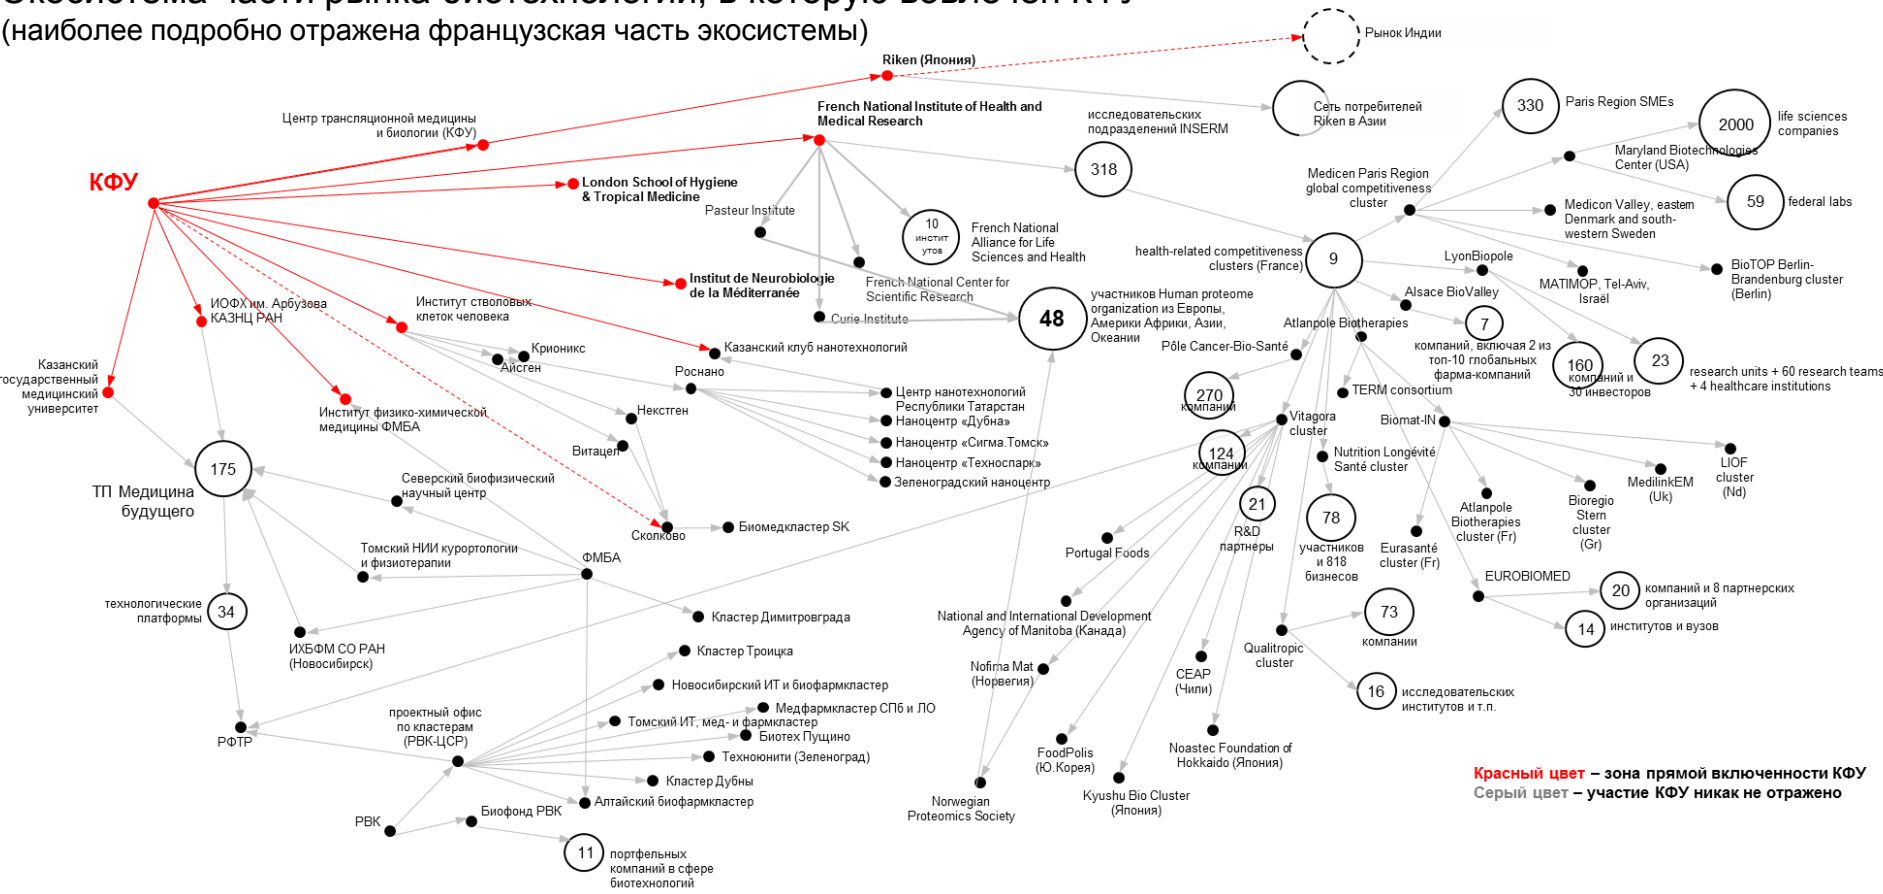 Экосистема части рынка биотехнологий, в которую вовлечен КФУ
(наиболее подробно отражена французская часть экосистемы)
Рынок Индии
Riken (Япония)
Сеть потребителей
Riken в Азии
330
Paris Region SMEs
2000
life sciences
companies
Центр трансляционной медицины
и биологии (КФУ)
French National Institute of Health and
Medical Research
исследовательских
подразделений INSERM
318
Maryland Biotechnologies
Center (USA)
59
federal labs
КФУ
London School of Hygiene
& Tropical Medicine
Medicen Paris Region
global competitiveness
cluster
Medicon Valley, eastern
Denmark and south-
western Sweden
Pasteur Institute
10
инстит
утов
French National
Alliance for Life
Sciences and Health
health-related competitiveness
clusters (France)
9
LyonBiopole
MATIMOP, Tel-Aviv,
Israël
BioTOP Berlin-
Brandenburg cluster
(Berlin)
Institut de Neurobiologie
de la Méditerranée
French National Center for
Scientific Research
Curie Institute
48
участников Human proteome
organization из Европы,
Америки Африки, Азии,
Океании
Alsace BioValley
7
компаний, включая 2 из
топ-10 глобальных
фарма-компаний
Atlanpole Biotherapies
Pôle Cancer-Bio-Santé
160
компаний и
30 инвесторов
23
research units + 60 research teams
+ 4 healthcare institutions
ИОФХ им. Арбузова
КАЗНЦ РАН
Институт стволовых
клеток человека
Крионикс
Айсген
Казанский клуб нанотехнологий
Роснано
Казанский
государственный
медицинский
университет
Институт физико-химической
медицины ФМБА
Некстген
Витацел
Центр нанотехнологий
Республики Татарстан
Наноцентр «Дубна»
Наноцентр «Сигма.Томск»
Наноцентр «Техноспарк»
Зеленоградский наноцентр
270
компаний
TERM consortium
Vitagora
cluster
Biomat-IN
124
компании
Nutrition Longévité
Santé cluster
LIOF
cluster
(Nd)
MedilinkEM
(Uk)
Bioregio
Stern
cluster
(Gr)
Atlanpole
Biotherapies
cluster (Fr)
Eurasanté
cluster (Fr)
175
ТП Медицина
будущего
Северский биофизический
научный центр
Сколково
Биомедкластер SK
21
R&D
партнеры
78
участников
и 818
бизнесов
Portugal Foods
Томский НИИ курортологии
и физиотерапии
ФМБА
EUROBIOMED
20
компаний и 8 партнерских
организаций
14
институтов и вузов
технологические
платформы
34
ИХБФМ СО РАН
(Новосибирск)
Кластер Димитровграда
National and International Development
Agency of Manitoba (Канада)
73
компании
Qualitropic
cluster
Кластер Троицка
Nofima Mat
(Норвегия)
CEAP
(Чили)
16
исследовательских
институтов и т.п.
Новосибирский ИТ и биофармкластер
Медфармкластер СПб и ЛО
Томский ИТ, мед- и фармкластер
Биотех Пущино
проектный офис
по кластерам
(РВК-ЦСР)
РФТР
Техноюнити (Зеленоград)
Кластер Дубны
Алтайский биофармкластер
FoodPolis
(Ю.Корея)
Noastec Foundation of
Hokkaido (Япония)
Kyushu Bio Cluster
(Япония)
Norwegian
Proteomics Society
РВК
Биофонд РВК
11
портфельных
компаний в сфере
биотехнологий
Красный цвет – зона прямой включенности КФУ
Серый цвет – участие КФУ никак не отражено